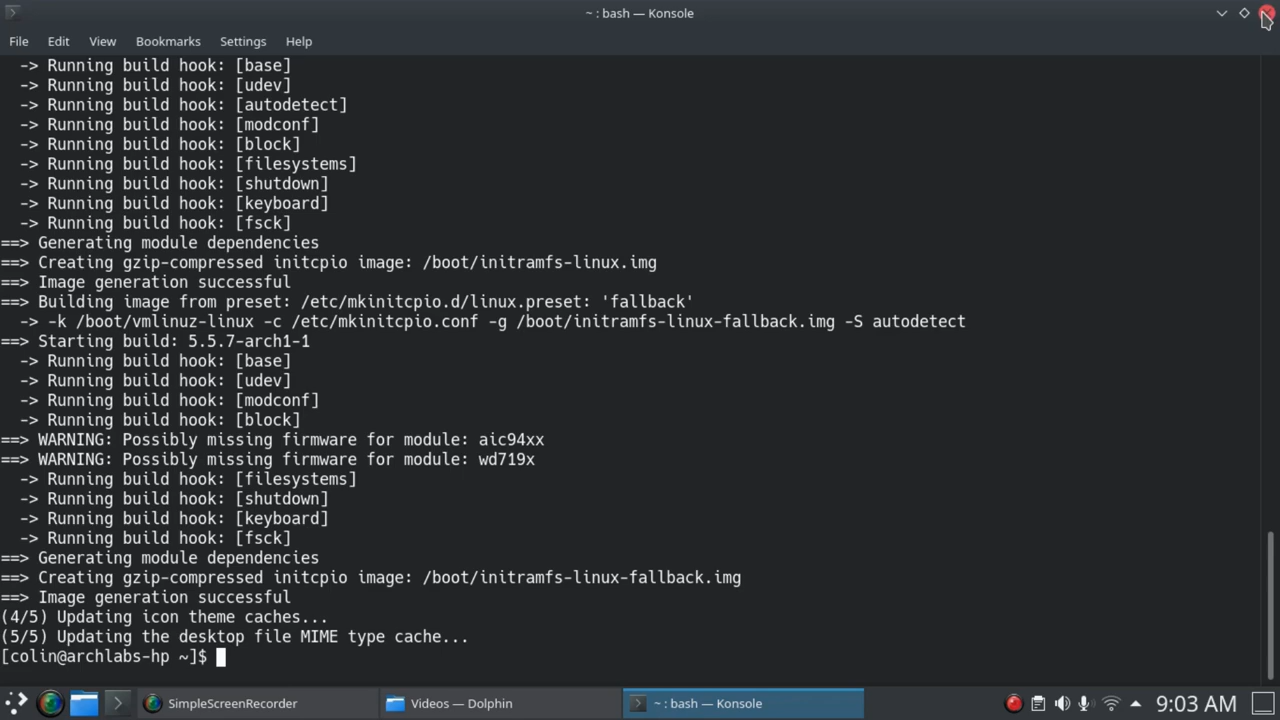 ~ : bash — Konsole
File Edit View Bookmarks Settings Help
-> Running build hook: [base]
-> Running build hook: [udev]
-> Running build hook: [autodetect]
-> Running build hook: [modconf]
-> Running build hook: [block]
-> Running build hook: [filesystems]
-> Running build hook: [shutdown]
-> Running build hook: [keyboard]
-> Running build hook: [fsck]
==> Generating module dependencies
==> Creating gzip-compressed initcpio image: /boot/initramfs-linux.img
==> Image generation successful
==> Building image from preset: /etc/mkinitcpio.d/linux.preset: 'fallback'
-> -k /boot/vmlinuz-linux -c /etc/mkinitcpio.conf -g /boot/initramfs-linux-fallback.img -S autodetect
==> Starting build: 5.5.7-arch1-1
-> Running build hook: [base]
-> Running build hook: [udev]
-> Running build hook: [modconf]
-> Running build hook: [block]
==> WARNING: Possibly missing firmware for module: aic94xx
==> WARNING: Possibly missing firmware for module: wd719x
-> Running build hook: [filesystems]
-> Running build hook: [shutdown]
-> Running build hook: [keyboard]
-> Running build hook: [fsck]
==> Generating module dependencies
==> Creating gzip-compressed initcpio image: /boot/initramfs-linux-fallback.img
==> Image generation successful
(4/5) Updating icon theme caches...
(5/5) Updating the desktop file MIME type cache...
[colin@archlabs-hp ~]$
SimpleScreenRecorder Videos — Dolphin ~ : bash — Konsole 9:03 AM